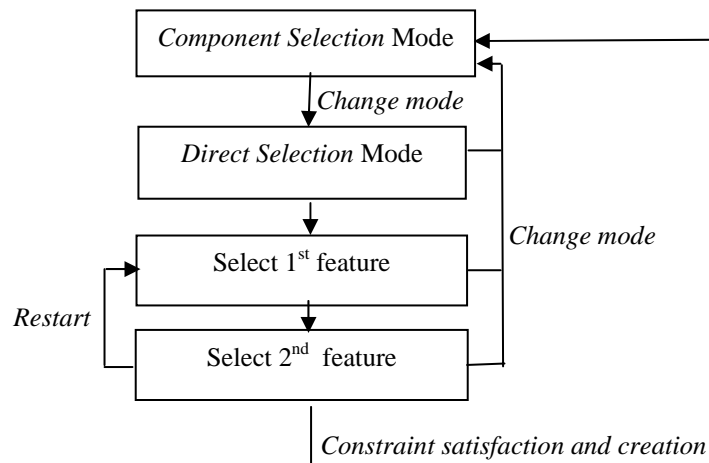 Component Selection Mode
Change mode
Direct Selection Mode
Select 1st feature
Change mode
Restart
Select 2nd feature
Constraint satisfaction and creation